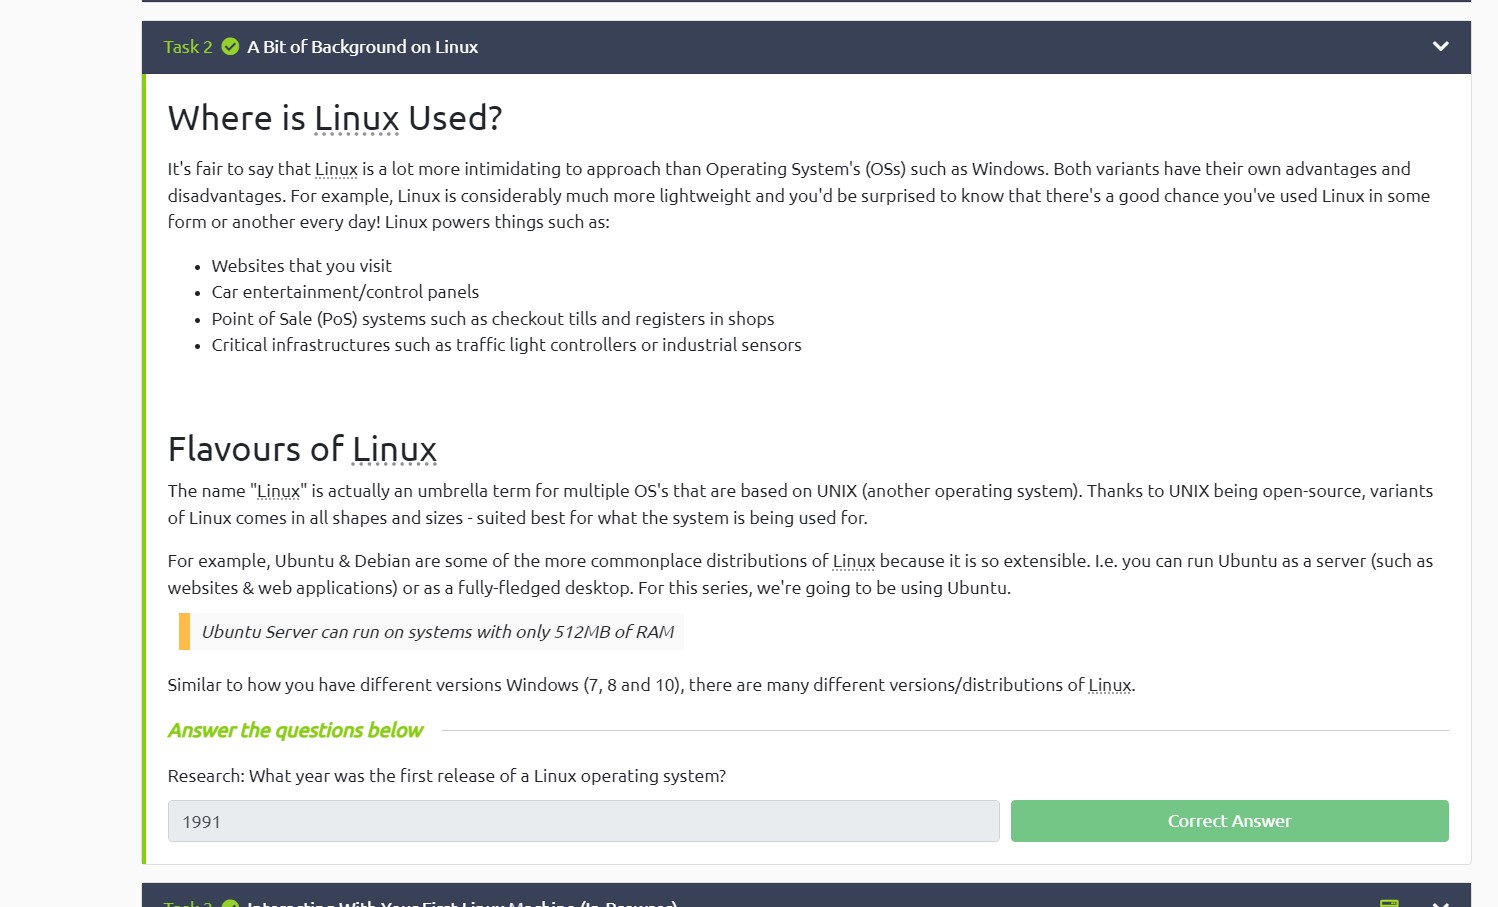 Task 2 A Bit of Background on Linux
Where is Linux Used?
It's fair to say that Linux is a lot more intimidating to approach than Operating System's (OSs) such as Windows. Both variants have their own advantages and
disadvantages. For example, Linux is considerably much more lightweight and you'd be surprised to know that there's a good chance you've used Linux in some
form or another every day! Linux powers things such as:
Websites that you visit
Car entertainment/control panels
Point of Sale (PoS) systems such as checkout tills and registers in shops
Critical infrastructures such as traffic light controllers or industrial sensors
Flavours of Linux
The name "Linux" is actually an umbrella term for multiple OS's that are based on UNIX (another operating system). Thanks to UNIX being open-source, variants
of Linux comes in all shapes and sizes - suited best for what the system is being used for.
For example, Ubuntu & Debian are some of the more commonplace distributions of Linux because it is so extensible. I.e. you can run Ubuntu as a server (such as
websites & web applications) or as a fully-fledged desktop. For this series, we're going to be using Ubuntu.
Ubuntu Server can run on systems with only 512MB of RAM
Similar to how you have different versions Windows (7, 8 and 10), there are many different versions/distributions of Linux.
Answer the questions below
Research: What year was the first release of a Linux operating system?
1991 Correct Answer
Task 3 Interacting With Your First Linux Machine (In-Browser)